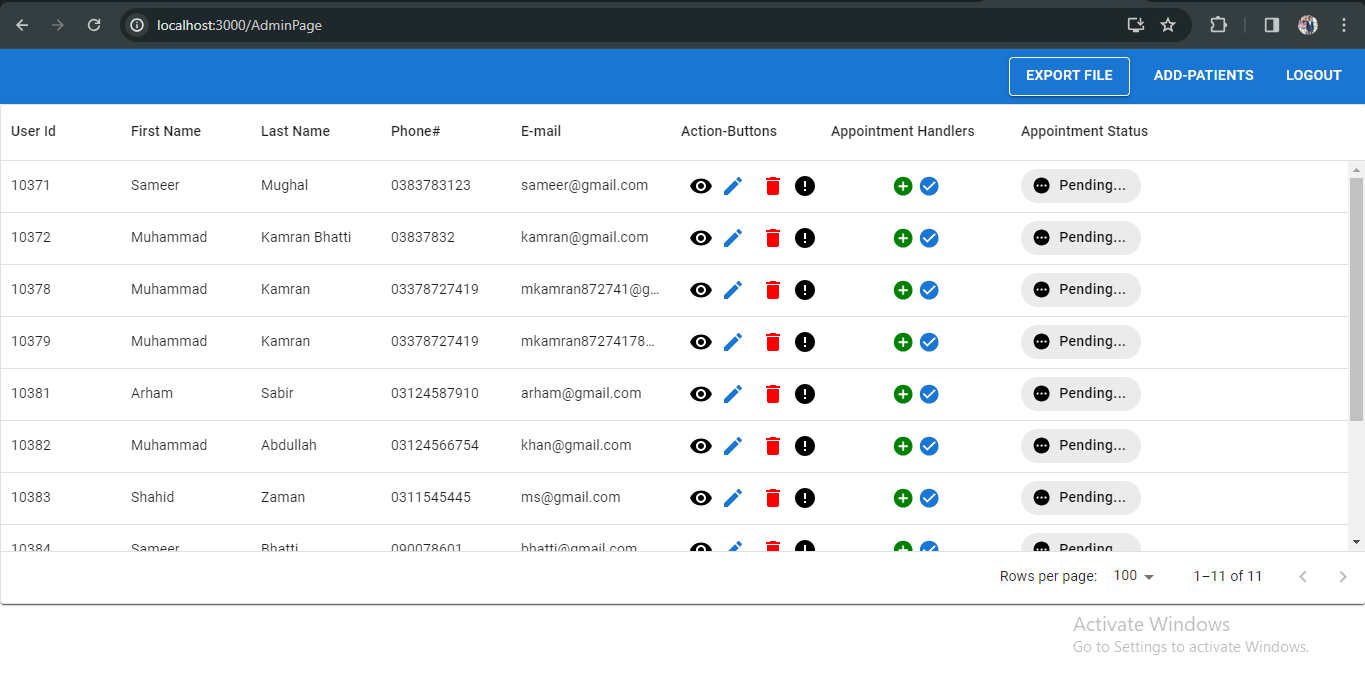 localhost:3000/AdminPage
EXPORT FILE ADD-PATIENTS LOGOUT
User Id First Name Last Name Phone# E-mail Action-Buttons Appointment Handlers Appointment Status
10371 Sameer Mughal 0383783123 sameer@gmail.com Pending...
10372 Muhammad Kamran Bhatti 03837832 kamran@gmail.com Pending...
10378 Muhammad Kamran 03378727419 mkamran872741@g... Pending...
10379 Muhammad Kamran 03378727419 mkamran87274178... Pending...
10381 Arham Sabir 03124587910 arham@gmail.com Pending...
10382 Muhammad Abdullah 03124566754 khan@gmail.com Pending...
10383 Shahid Zaman 0311545445 ms@gmail.com Pending...
10384 Sameer Bhatti 090078601 bhatti@gmail.com Pending...
Rows per page: 100 1–11 of 11
Activate Windows
Go to Settings to activate Windows.